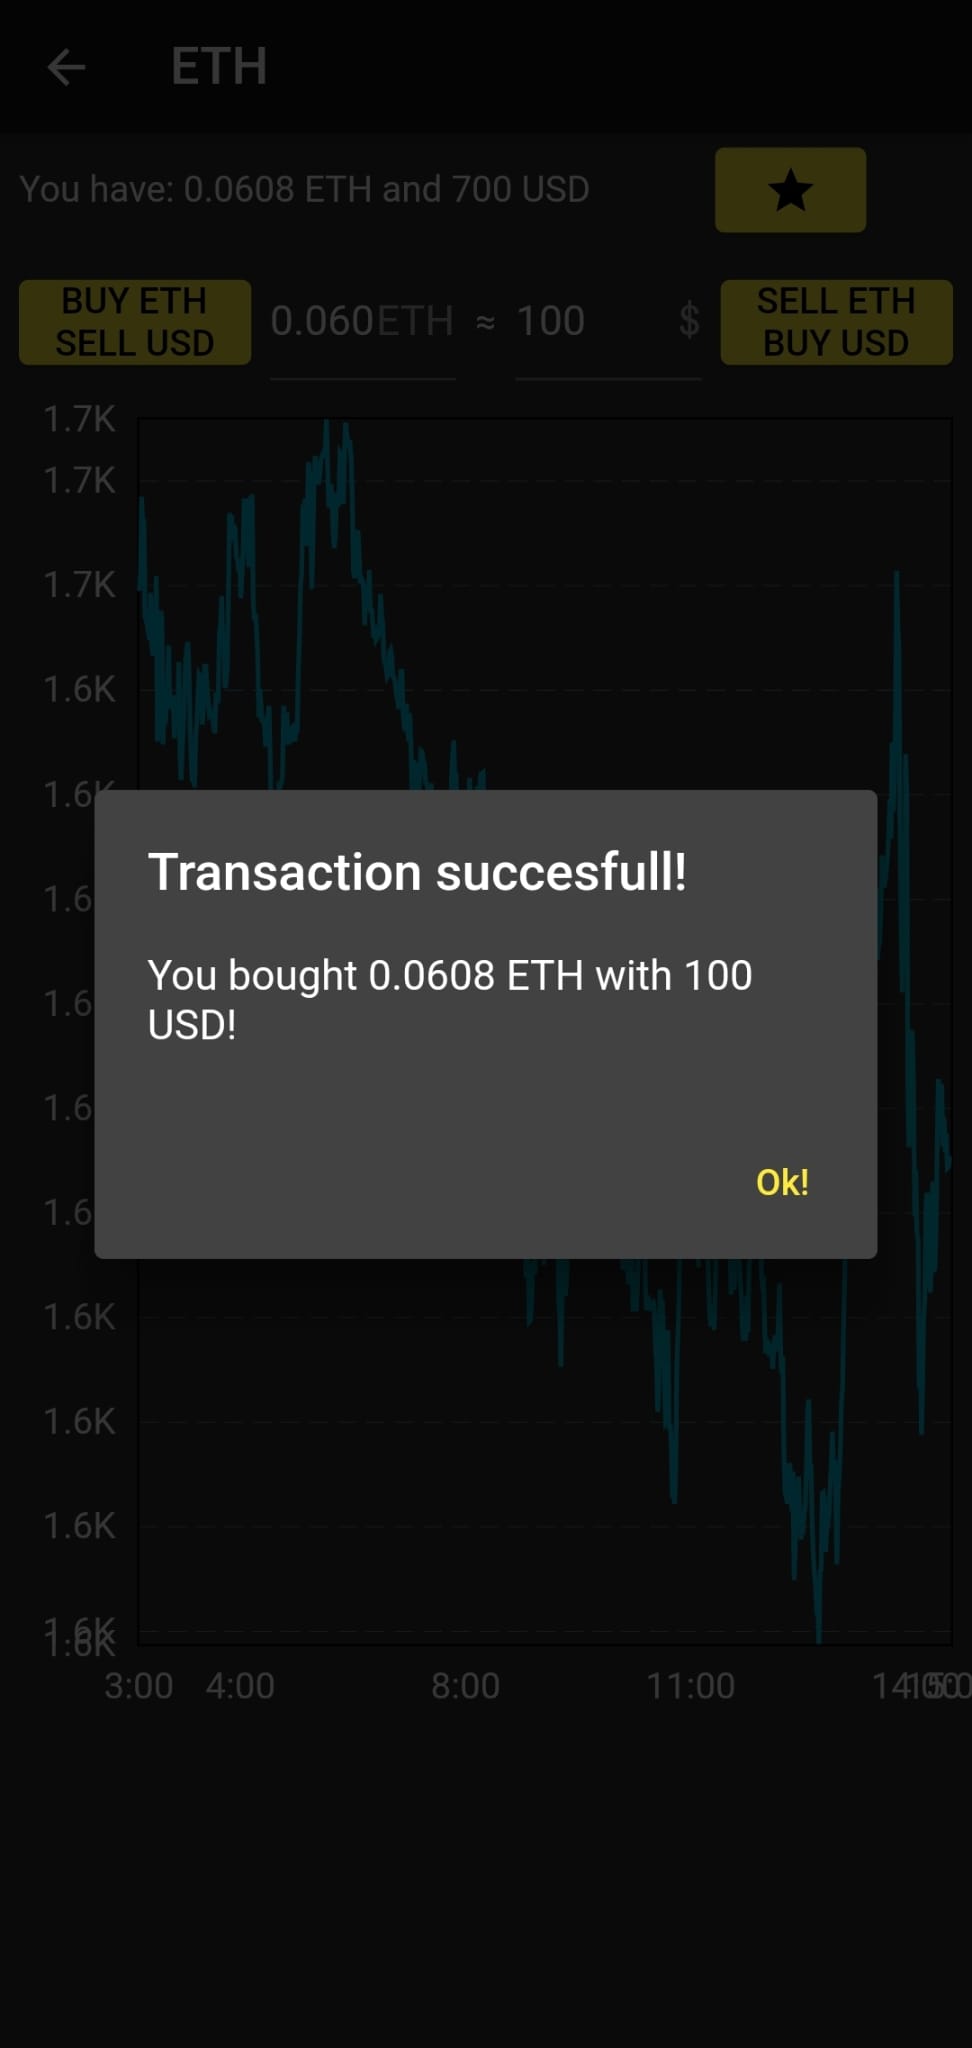 ETH
You have: 0.0608 ETH and 700 USD
BUY ETH
SELL USD
0.060 ETH ≈ 100 $
SELL ETH
BUY USD
1.7K
1.7K
1.7K
1.6K
1.6K
1.6
1.6
1.6
1.6
Transaction succesfull!
You bought 0.0608 ETH with 100
USD!
Ok!
1.6K
1.6K
1.6K
1.6K
3:00 4:00 8:00 11:00 14:00